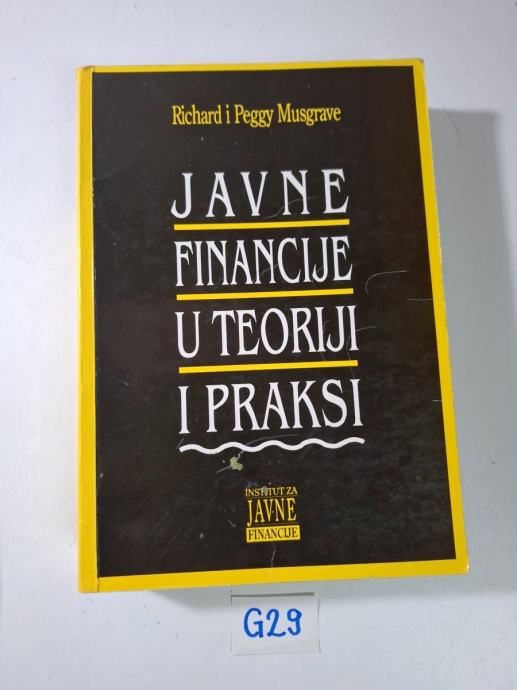 Richard i Peggy Musgrave
JAVNE
FINANCIJE
U TEORIJI
I PRAKSI
INSTITUT ZA
JAVNE
FINANCIJE
G29